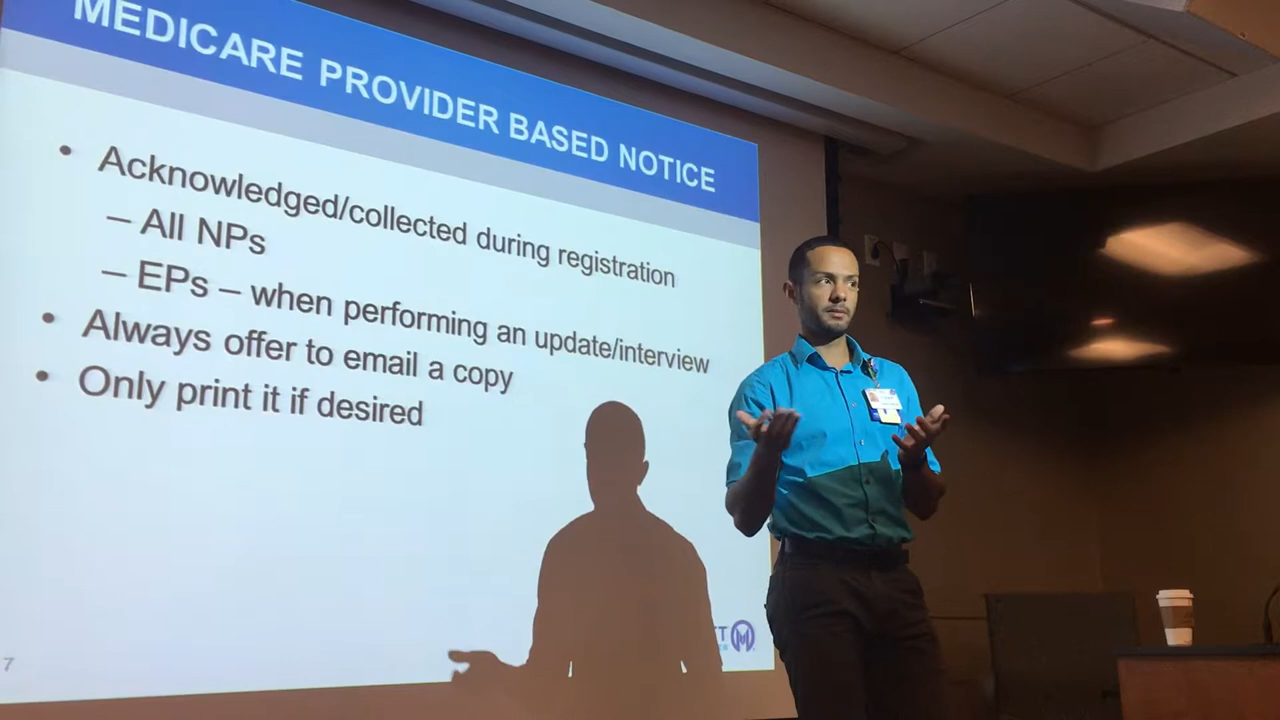 MEDICARE PROVIDER BASED NOTICE
• Acknowledged/collected during registration
– All NPs
– EPs – when performing an update/interview
• Always offer to email a copy
• Only print it if desired
7